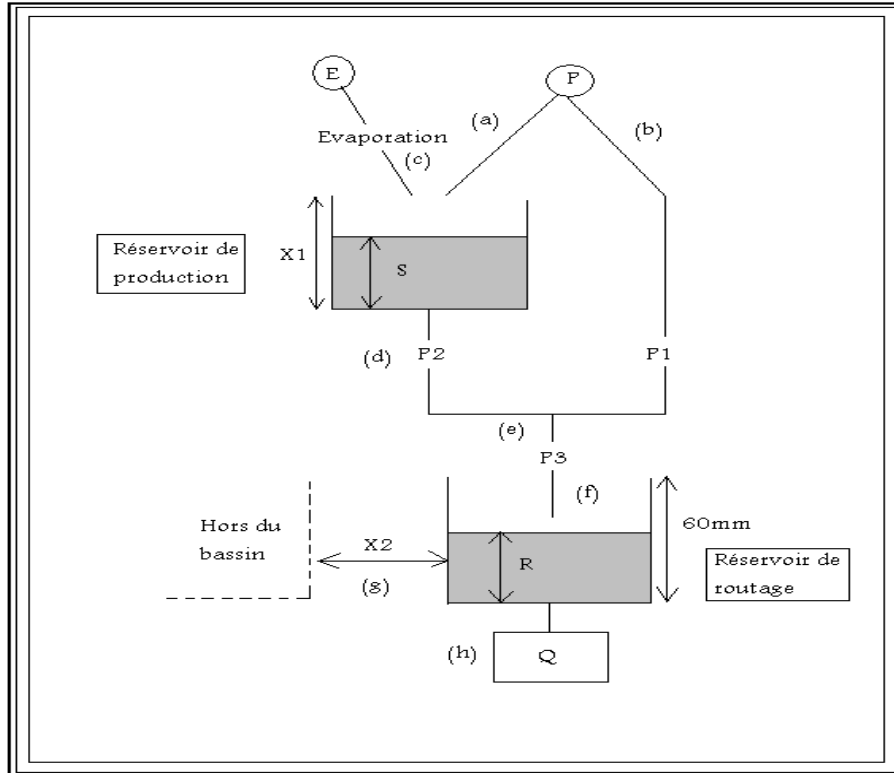 E
P
(a)
(b)
Evaporation
(c)
Réservoir de
production
X1
S
(d)
P2
P1
(e)
P3
(f)
Hors du
bassin
X2
(g)
R
60mm
Réservoir de
routage
(h)
Q